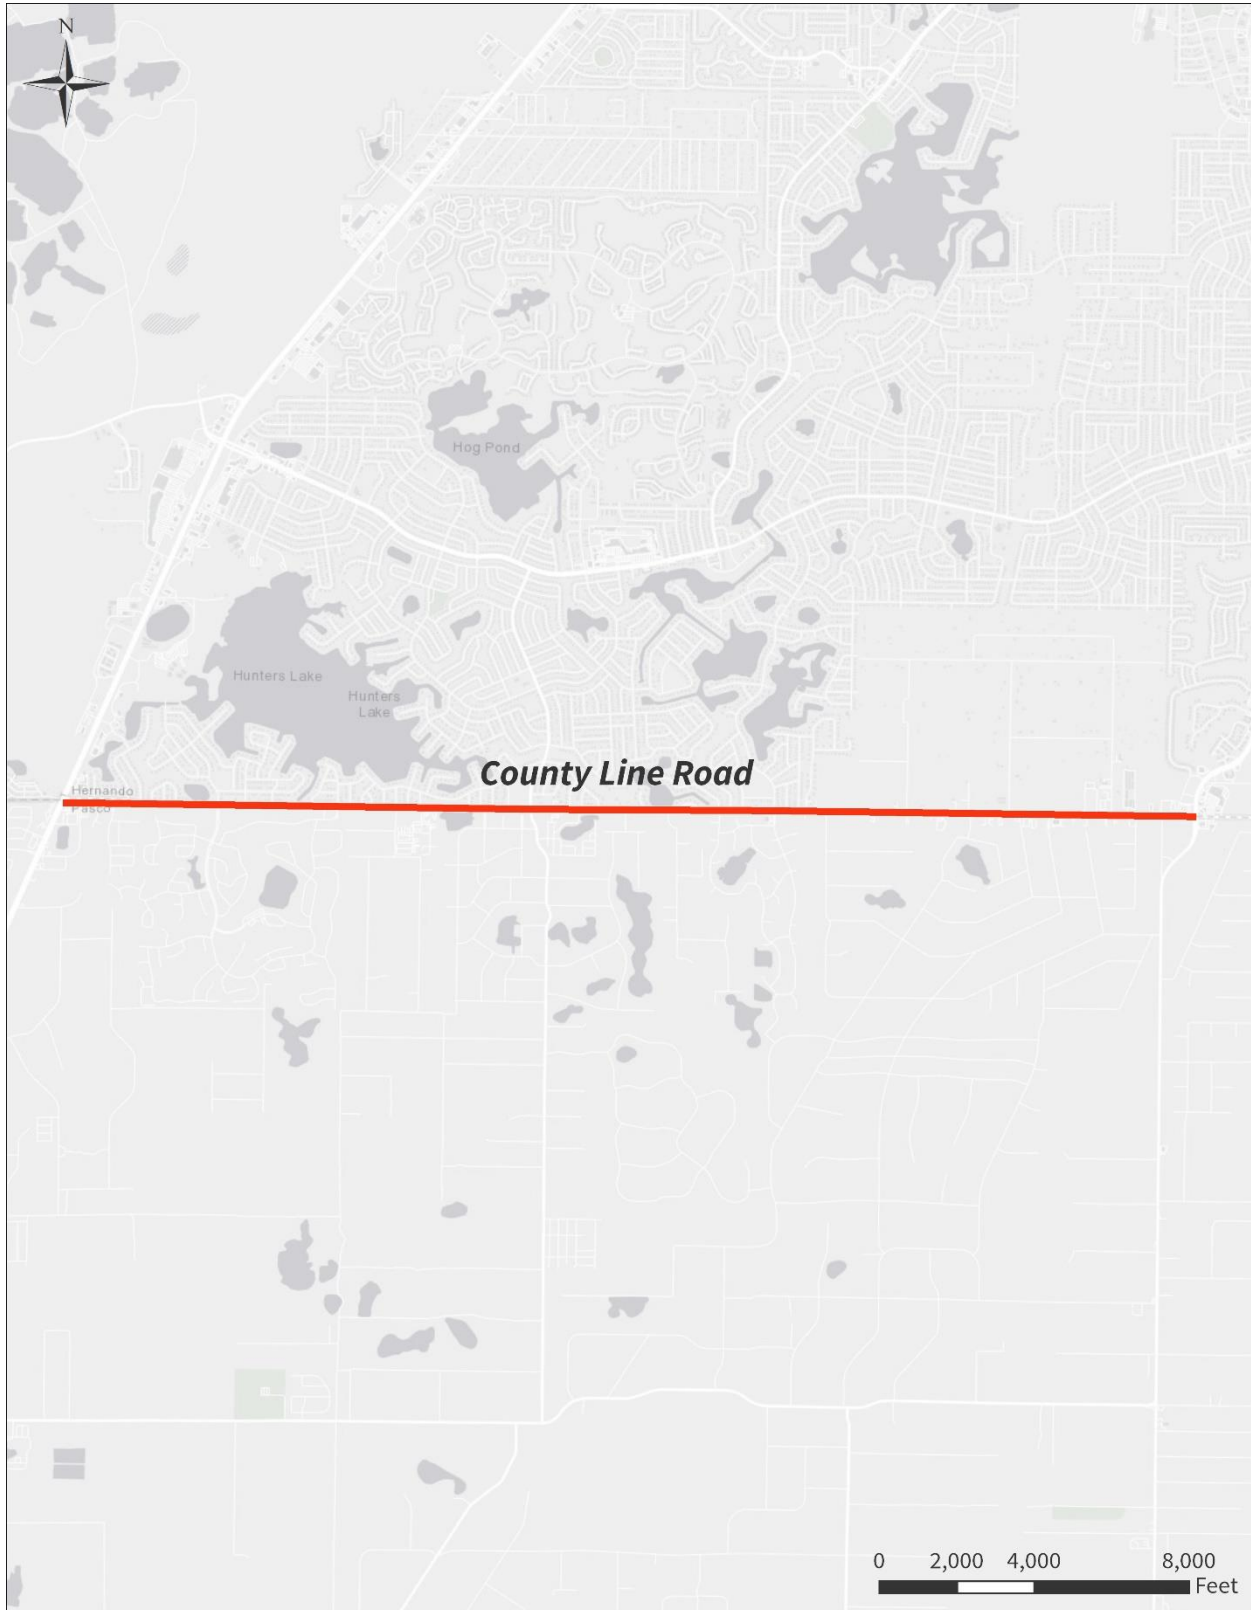 N
Hog Pond
Hunters Lake
Hunters
Lake
County Line Road
Hernando
Pasco
0 2,000 4,000 8,000
Feet